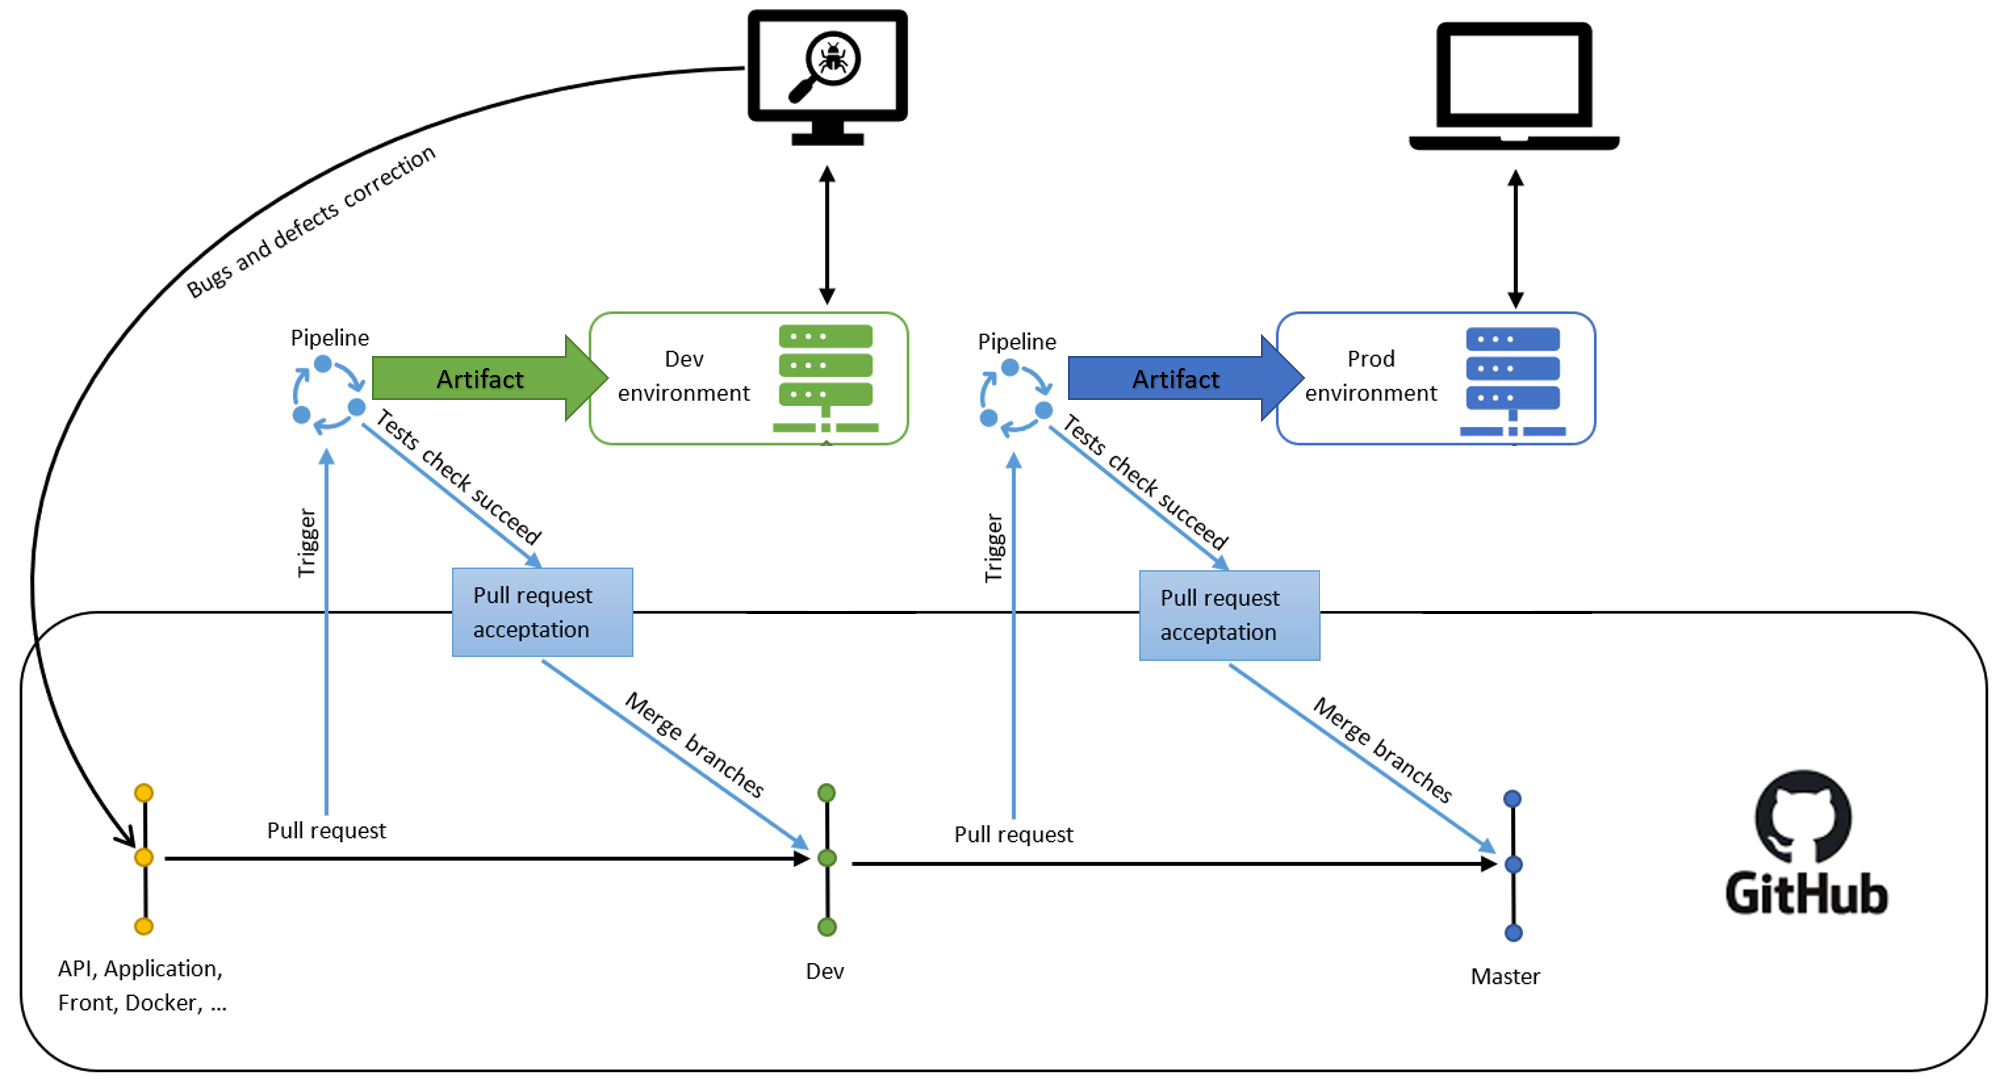 Bugs and defects correction
Pipeline
Artifact
Dev
environment
Pipeline
Artifact
Prod
environment
Tests check succeed
Tests check succeed
Trigger
Trigger
Pull request
acceptation
Pull request
acceptation
Merge branches
Merge branches
Pull request
Pull request
GitHub
API, Application,
Front, Docker, ...
Dev
Master